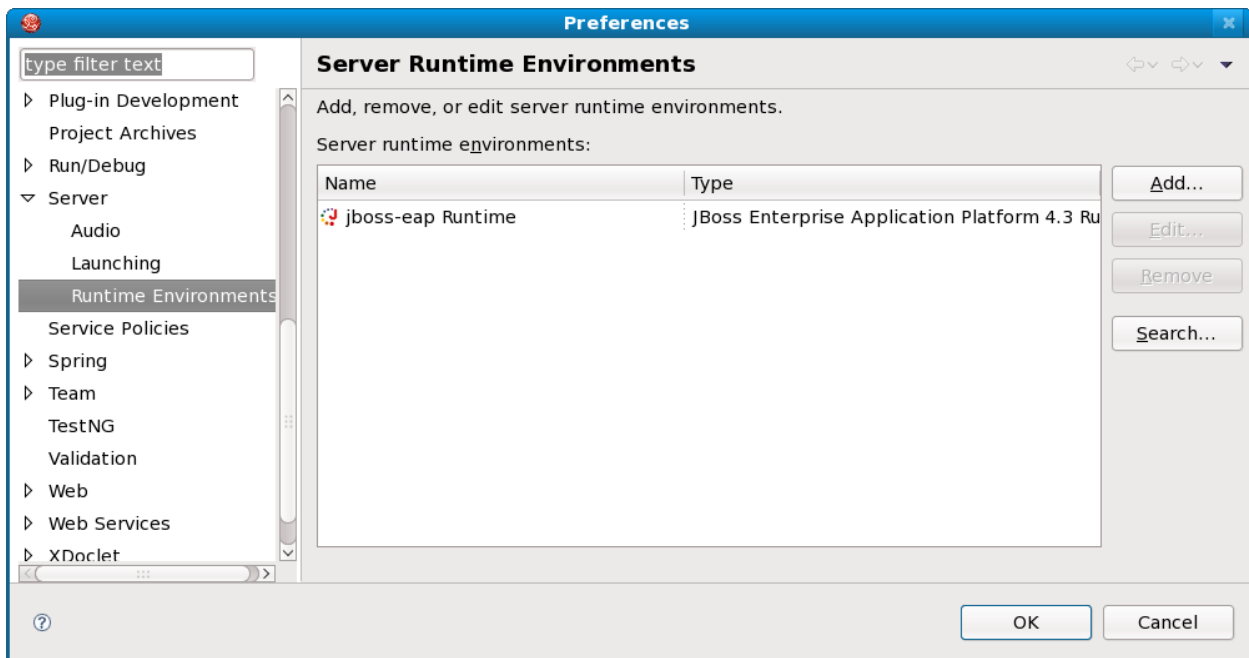 Preferences
type filter text
Plug-in Development
Project Archives
Run/Debug
Server
Audio
Launching
Runtime Environments
Service Policies
Spring
Team
TestNG
Validation
Web
Web Services
XDoclet
Server Runtime Environments
Add, remove, or edit server runtime environments.
Server runtime environments:
Name Type
jboss-eap Runtime JBoss Enterprise Application Platform 4.3 Ru
Add...
Edit...
Remove
Search...
OK Cancel